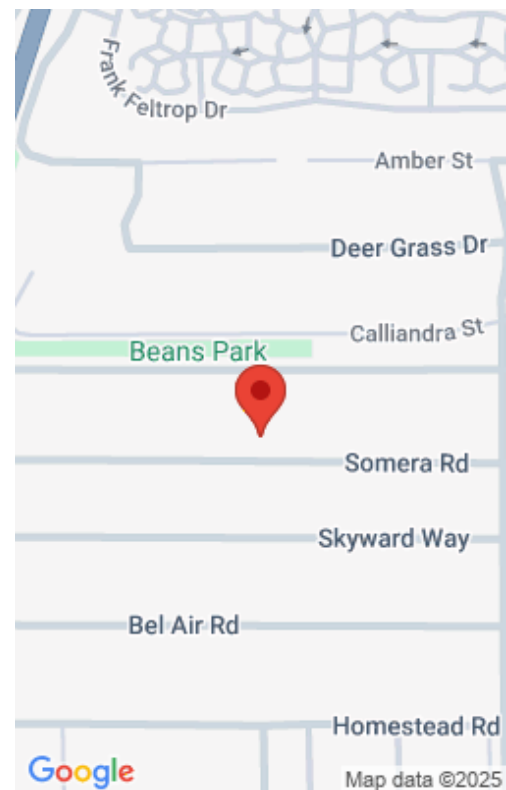 Frank Feltrop Dr
Amber St
Deer Grass Dr
Calliandra St
Beans Park
Somera Rd
Skyward Way
Bel Air Rd
Homestead Rd
Google
Map data ©2025